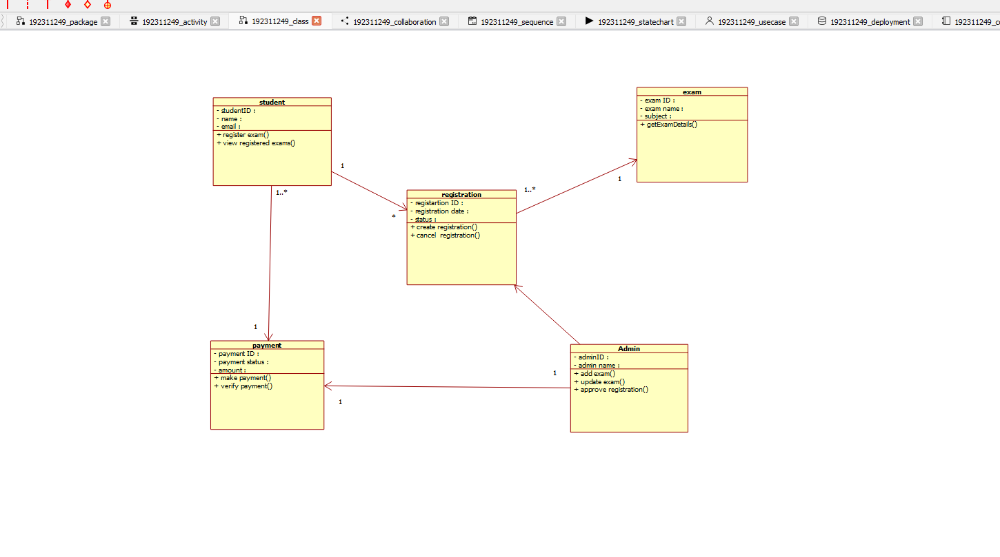 192311249_package 192311249_activity 192311249_class 192311249_collaboration 192311249_sequence 192311249_statechart 192311249_usecase 192311249_deployment 192311249_co
student
- studentID :
- name :
- email :
+ register exam()
+ view registered exams()
exam
- exam ID :
- exam name :
- subject :
+ getExamDetails()
1
*
1..*
1
registration
- registartion ID :
- registration date :
- status :
+ create registration()
+ cancel registration()
1..*
1
payment
- payment ID :
- payment status :
- amount :
+ make payment()
+ verify payment()
1
1
Admin
- adminID :
- admin name :
+ add exam()
+ update exam()
+ approve registration()